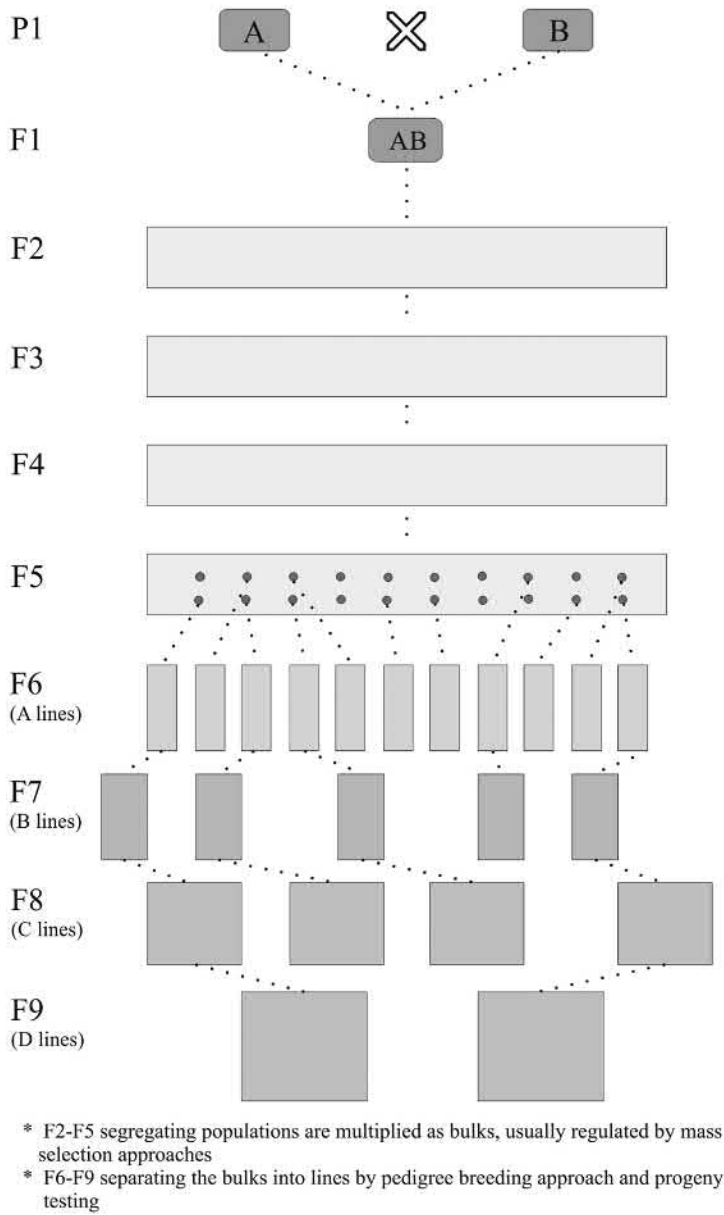 P1
A
B
F1
AB
F2
F3
F4
F5
F6
(A lines)
F7
(B lines)
F8
(C lines)
F9
(D lines)
* F2-F5 segregating populations are multiplied as bulks, usually regulated by mass
selection approaches
* F6-F9 separating the bulks into lines by pedigree breeding approach and progeny
testing